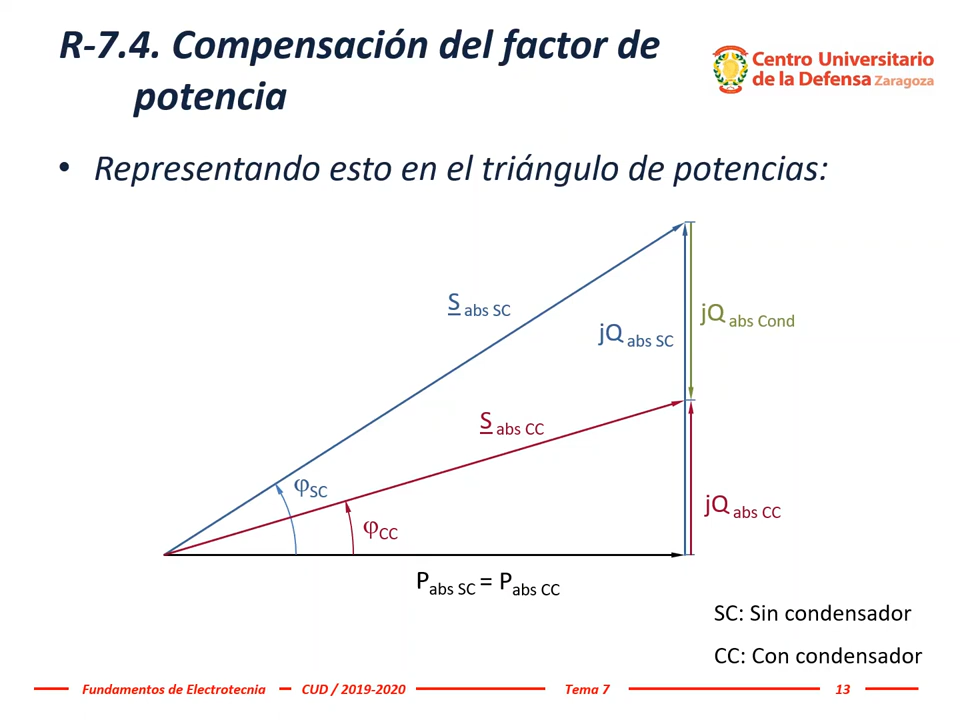 R-7.4. Compensación del factor de
potencia
Centro Universitario
de la Defensa Zaragoza
• Representando esto en el triángulo de potencias:
S abs SC
jQ abs SC
jQ abs Cond
S abs CC
φSC
φCC
jQ abs CC
Pabs SC = Pabs CC
SC: Sin condensador
CC: Con condensador
Fundamentos de Electrotecnia
CUD / 2019-2020
Tema 7
13